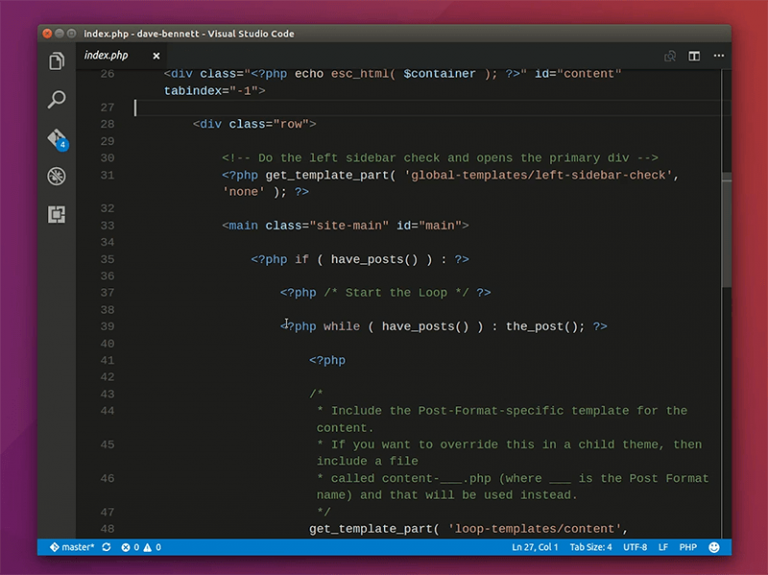 index.php - dave-bennett - Visual Studio Code
index.php
26 <div class="<?php echo esc_html( $container ); ?>" id="content"
tabindex="-1">
27
28 <div class="row">
29
30 <!-- Do the left sidebar check and opens the primary div -->
31 <?php get_template_part( 'global-templates/left-sidebar-check',
'none' ); ?>
32
33 <main class="site-main" id="main">
34
35 <?php if ( have_posts() ) : ?>
36
37 <?php /* Start the Loop */ ?>
38
39 <?php while ( have_posts() ) : the_post(); ?>
40
41 <?php
42
43 /*
44 * Include the Post-Format-specific template for the
content.
45 * If you want to override this in a child theme, then
include a file
46 * called content-___.php (where ___ is the Post Format
name) and that will be used instead.
47 */
48 get_template_part( 'loop-templates/content',
4
master* 0 0 Ln 27, Col 1 Tab Size: 4 UTF-8 LF PHP